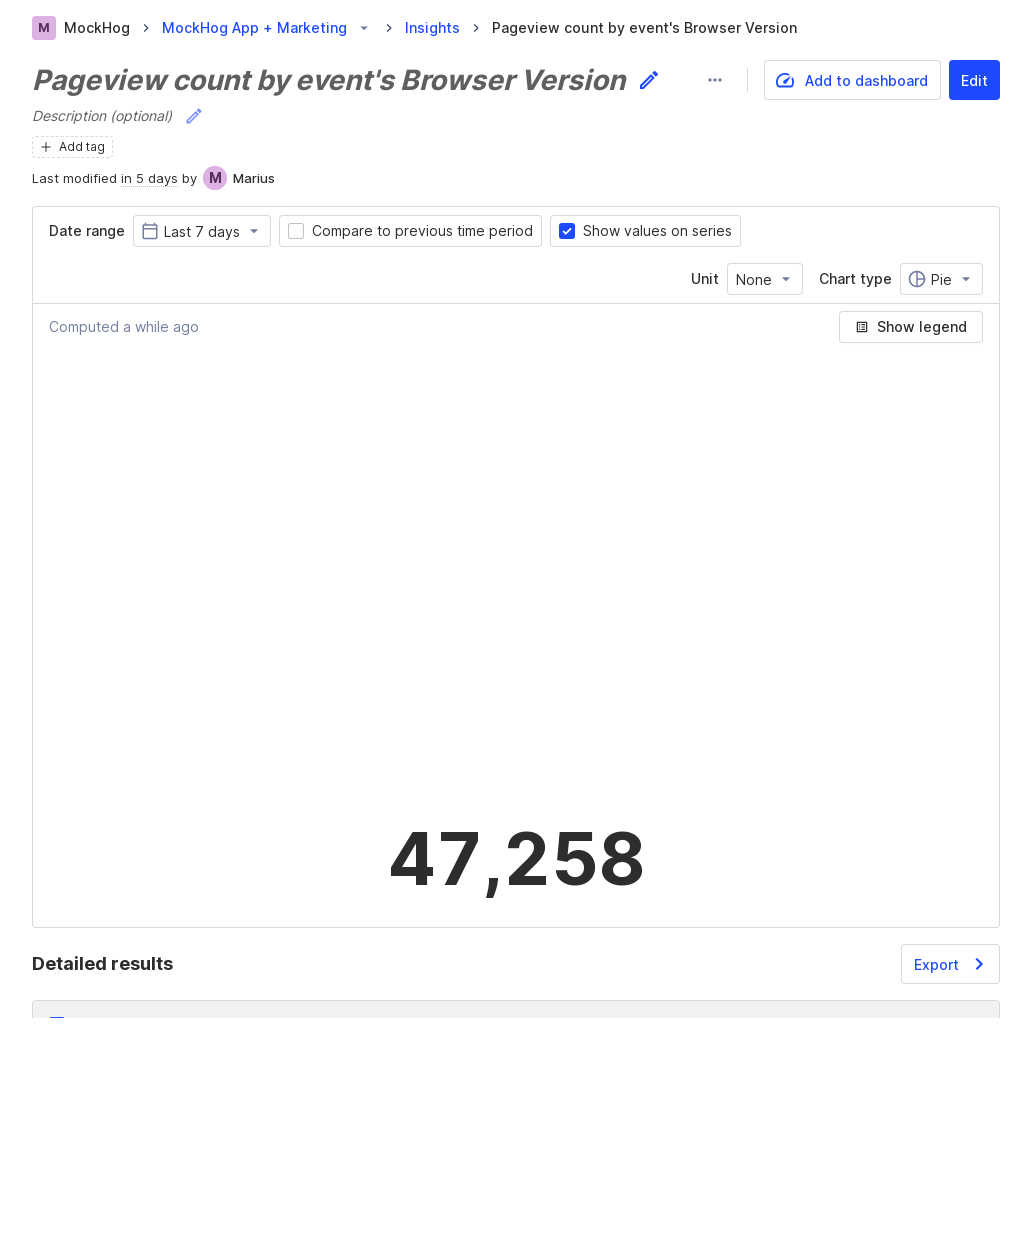 M MockHog MockHog App + Marketing Insights Pageview count by event's Browser Version
Pageview count by event's Browser Version
Add to dashboard
Edit
Description (optional)
Add tag
Last modified in 5 days by M Marius
Date range Last 7 days Compare to previous time period Show values on series
Unit None Chart type Pie
Computed a while ago
Show legend
47,258
Detailed results
Export